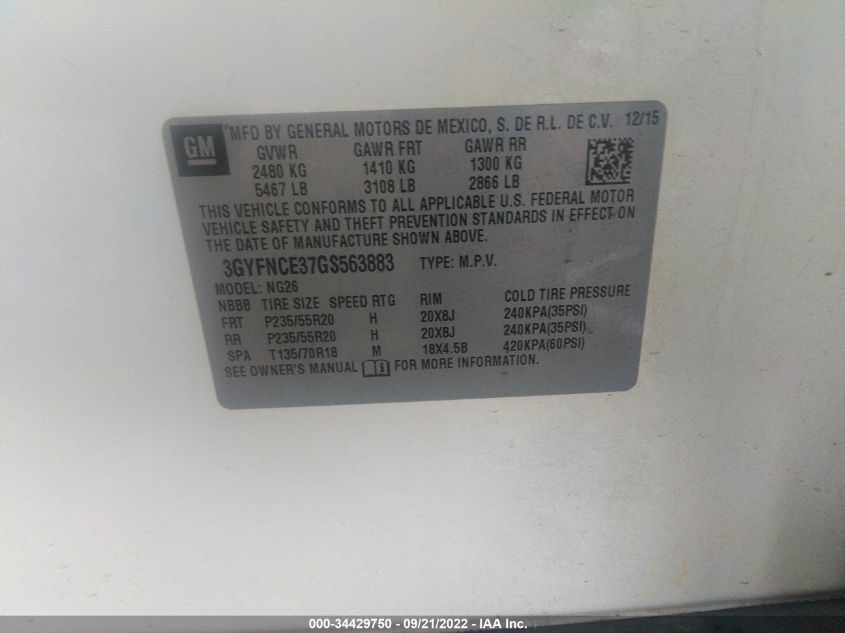 GM
*MFD BY GENERAL MOTORS DE MEXICO, S. DE R.L. DE C.V. 12/15
GVWR GAWR FRT GAWR RR
2480 KG 1410 KG 1300 KG
5467 LB 3108 LB 2866 LB
THIS VEHICLE CONFORMS TO ALL APPLICABLE U.S. FEDERAL MOTOR
VEHICLE SAFETY AND THEFT PREVENTION STANDARDS IN EFFECT ON
THE DATE OF MANUFACTURE SHOWN ABOVE.
3GYFNCE37GS563883 TYPE: M.P.V.
MODEL: NG26
NBBB TIRE SIZE SPEED RTG RIM COLD TIRE PRESSURE
FRT P235/55R20 H 20X8J 240KPA(35PSI)
RR P235/55R20 H 20X8J 240KPA(35PSI)
SPA T135/70R18 M 18X4.5B 420KPA(60PSI)
SEE OWNER'S MANUAL i FOR MORE INFORMATION.
000-34429750 - 09/21/2022 - IAA Inc.